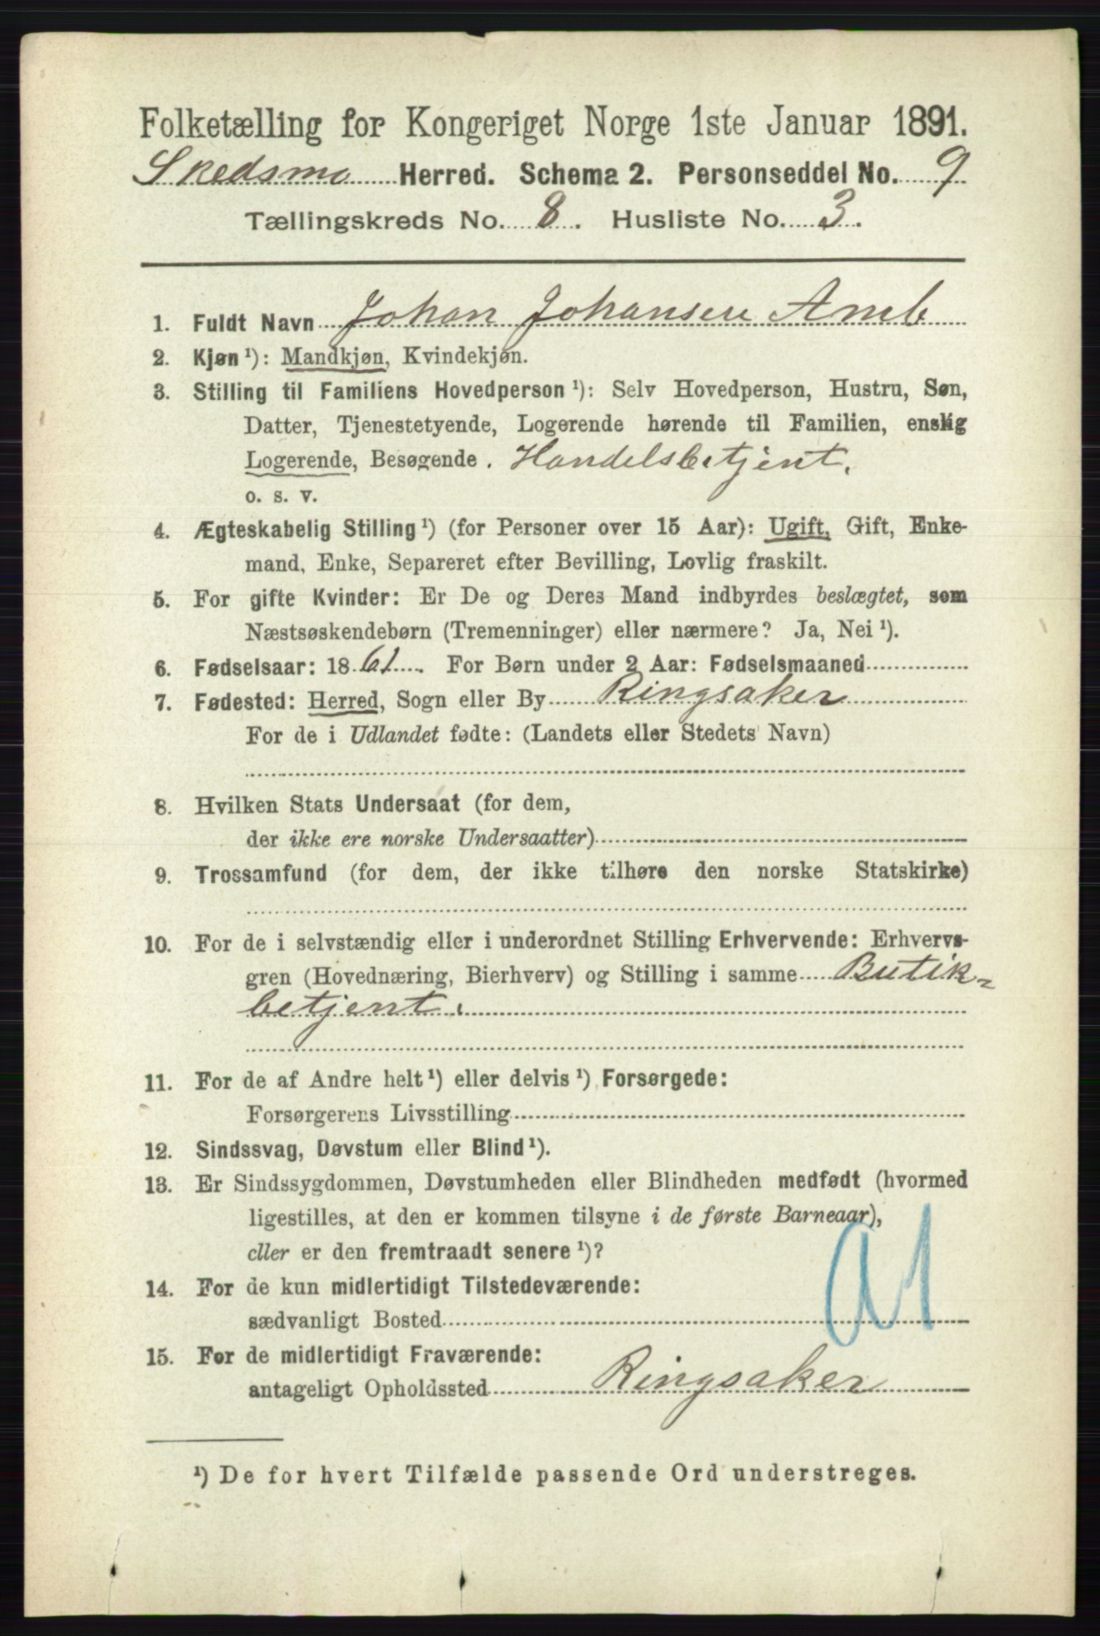 Folketælling for Kongeriget Norge 1ste Januar 1891.
Skedsmo Herred. Schema 2. Personseddel No. 9
Tællingskreds No. 8. Husliste No. 3.
1. Fuldt Navn Johan Johansen
2. Kjøn ¹): Mandkjøn, Kvindekjøn.
3. Stilling til Familiens Hovedperson ¹): Selv Hovedperson, Hustru, Søn,
Datter, Tjenestetyende, Logerende hørende til Familien, enslig
Logerende, Besøgende. Handelsbetjent.
o. s. v.
4. Ægteskabelig Stilling ¹) (for Personer over 15 Aar): Ugift, Gift, Enke-
mand, Enke, Separeret efter Bevilling, Lovlig fraskilt.
5. For gifte Kvinder: Er De og Deres Mand indbyrdes beslægtet, som
Næstsøskendebørn (Tremenninger) eller nærmere? Ja, Nei ¹).
6. Fødselsaar: 1861. For Børn under 2 Aar: Fødselsmaaned
7. Fødested: Herred, Sogn eller By Ringsaker
For de i Udlandet fødte: (Landets eller Stedets Navn)
8. Hvilken Stats Undersaat (for dem,
der ikke ere norske Undersaatter)
9. Trossamfund (for dem, der ikke tilhøre den norske Statskirke)
10. For de i selvstændig eller i underordnet Stilling Erhvervende: Erhvervs-
gren (Hovednæring, Bierhverv) og Stilling i samme Butik-
betjent.
11. For de af Andre helt ¹) eller delvis ¹) Forsørgede:
Forsørgerens Livsstilling
12. Sindssvag, Døvstum eller Blind ¹).
13. Er Sindssygdommen, Døvstumheden eller Blindheden medfødt (hvormed
ligestilles, at den er kommen tilsyne i de første Barneaar),
eller er den fremtraadt senere ¹)?
14. For de kun midlertidigt Tilstedeværende:
sædvanligt Bosted
15. For de midlertidigt Fraværende:
antageligt Opholdssted Ringsaker
¹) De for hvert Tilfælde passende Ord understreges.